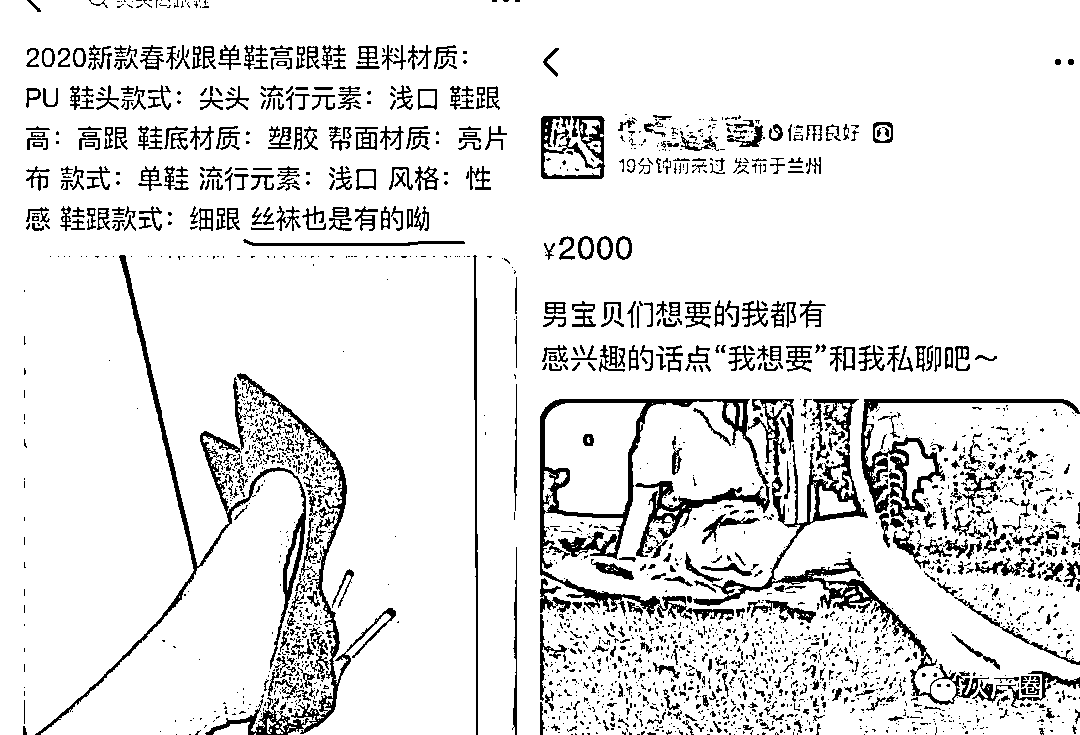 2020新款春秋跟单鞋高跟鞋 里料材质：
PU 鞋头款式：尖头 流行元素：浅口 鞋跟
高：高跟 鞋底材质：塑胶 帮面材质：亮片
布 款式：单鞋 流行元素：浅口 风格：性
感 鞋跟款式：细跟 丝袜也是有的呦
信用良好
19分钟前来过 发布于兰州
¥2000
男宝贝们想要的我都有
感兴趣的话点“我想要”和我私聊吧～
灰产圈